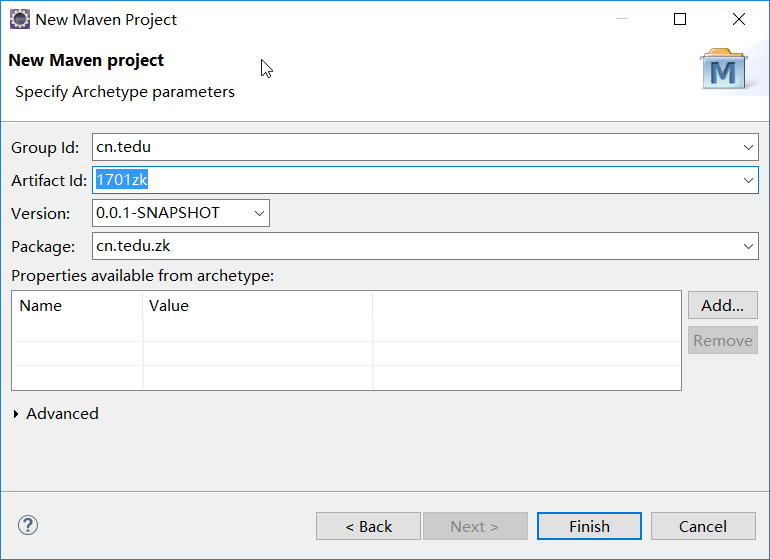 New Maven Project
New Maven project
Specify Archetype parameters
M
Group Id: cn.tedu
Artifact Id: 1701zk
Version: 0.0.1-SNAPSHOT
Package: cn.tedu.zk
Properties available from archetype:
Name Value
Add...
Remove
Advanced
? < Back Next > Finish Cancel